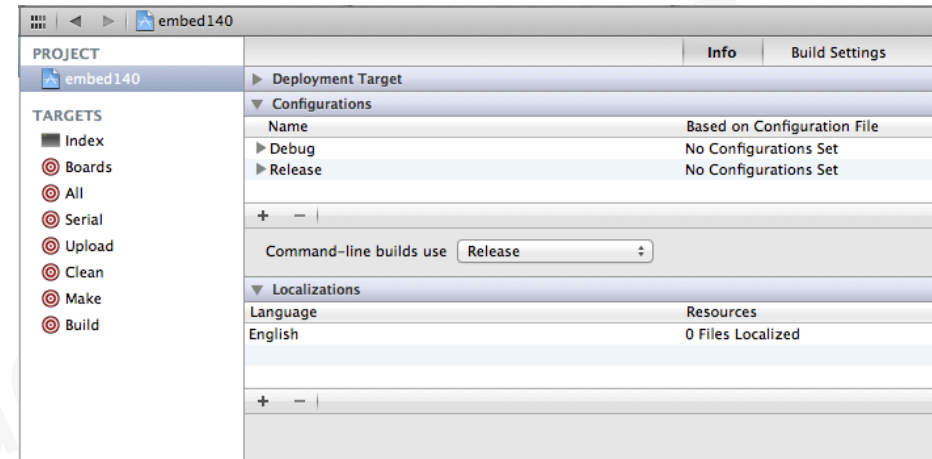 embed140
PROJECT
embed140
TARGETS
Index
Boards
All
Serial
Upload
Clean
Make
Build
Info Build Settings
Deployment Target
Configurations
Name Based on Configuration File
Debug No Configurations Set
Release No Configurations Set
+ −
Command-line builds use Release
Localizations
Language Resources
English 0 Files Localized
+ −